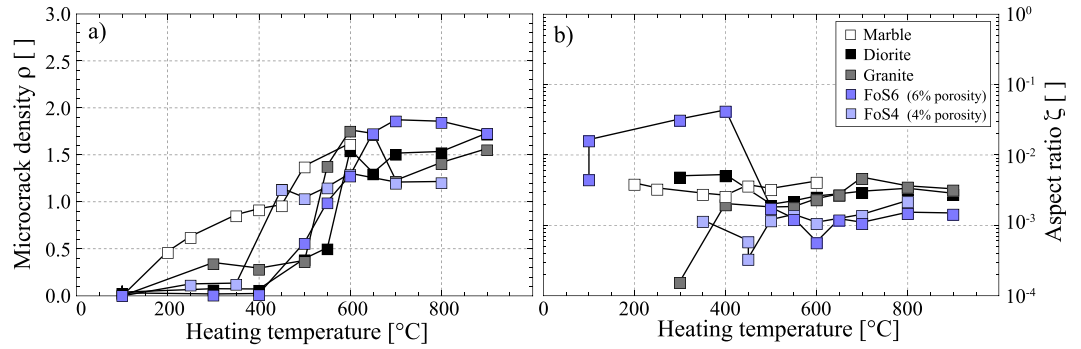 a)
Microcrack density ρ [ ]
3.0
2.5
2.0
1.5
1.0
0.5
0.0
0 200 400 600 800
Heating temperature [°C]
b)
Marble
Diorite
Granite
FoS6 (6% porosity)
FoS4 (4% porosity)
10⁰
10⁻¹
10⁻²
10⁻³
10⁻⁴
Aspect ratio ζ [ ]
200 400 600 800
Heating temperature [°C]